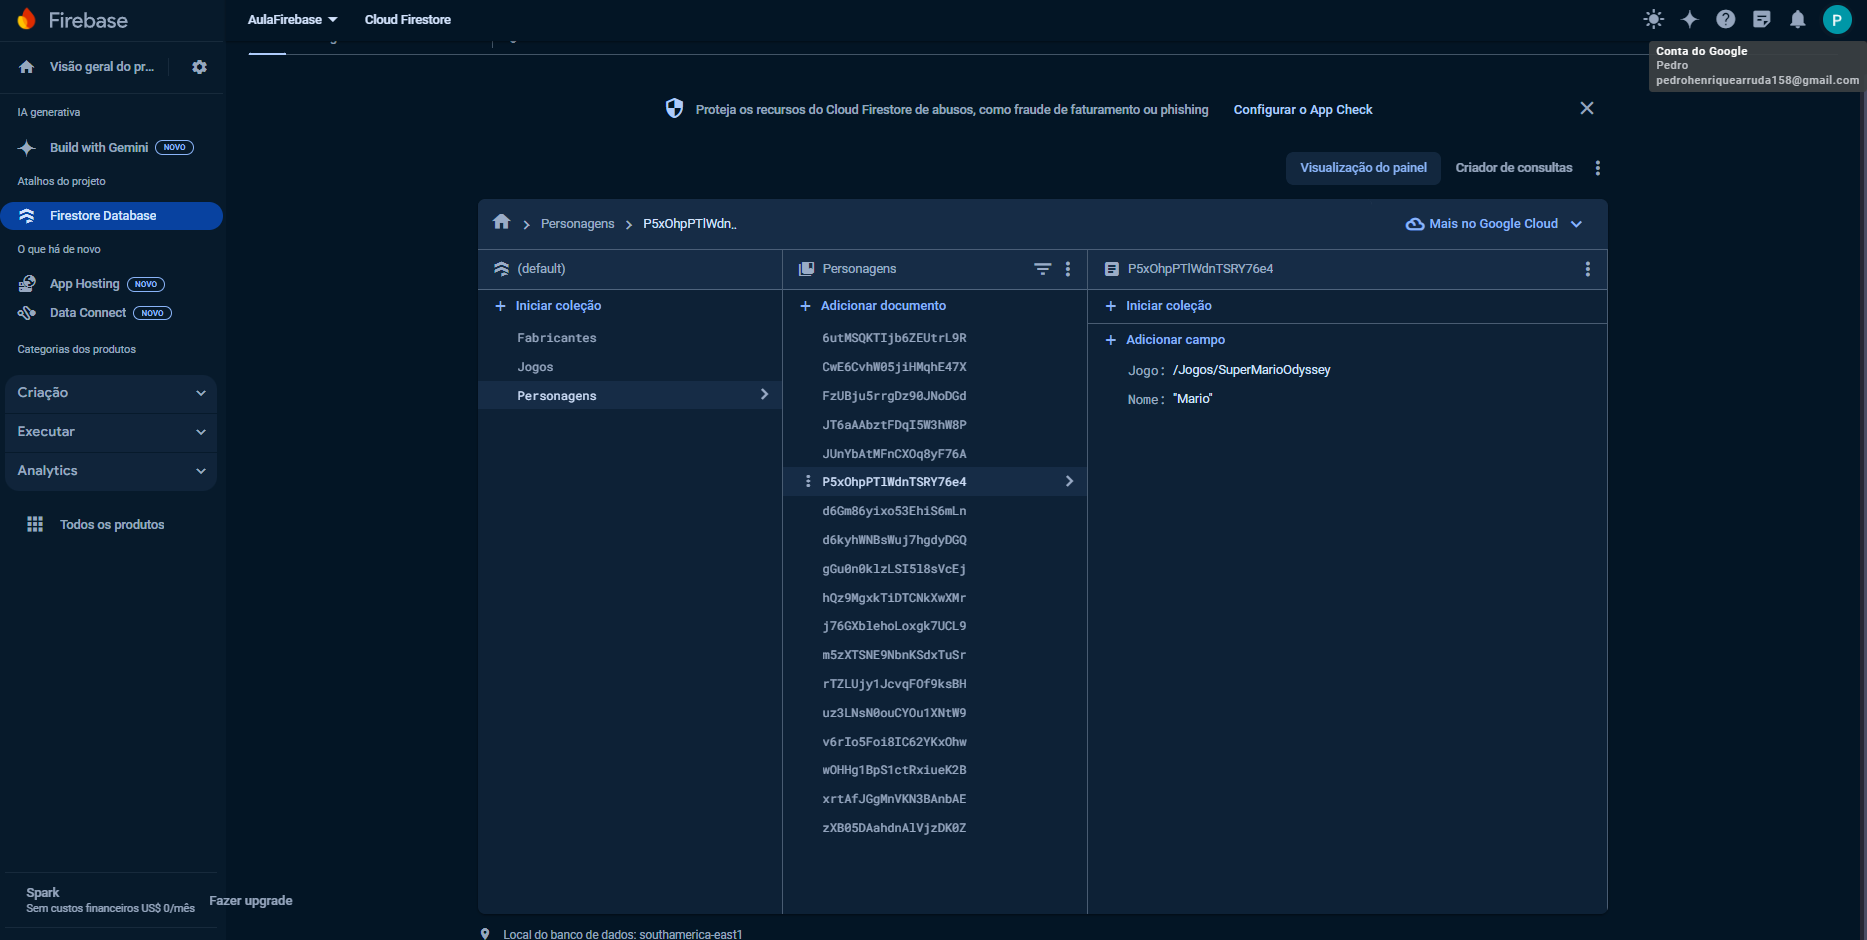 Firebase
AulaFirebase
Cloud Firestore
P
Conta do Google
Pedro
pedrohenriquearruda158@gmail.com
Visão geral do pr...
IA generativa
Build with Gemini NOVO
Atalhos do projeto
Firestore Database
O que há de novo
App Hosting NOVO
Data Connect NOVO
Categorias dos produtos
Criação
Executar
Analytics
Todos os produtos
Spark
Sem custos financeiros US$ 0/mês
Fazer upgrade
Proteja os recursos do Cloud Firestore de abusos, como fraude de faturamento ou phishing
Configurar o App Check
Visualização do painel
Criador de consultas
Personagens
P5xOhpPTlWdn..
Mais no Google Cloud
(default)
Iniciar coleção
Fabricantes
Jogos
Personagens
Personagens
Adicionar documento
6utMSQKTIjb6ZEUtrL9R
CwE6CvhW05jiHMqhE47X
FzUBju5rrgDz90JNoDGd
JT6aAAbztFDqI5W3hW8P
JUnYbAtMFnCXOq8yF76A
P5xOhpPTlWdnTSRY76e4
d6Gm86yixo53EhiS6mLn
d6kyhWNBsWuj7hgdyDGQ
gGu0n0klzLSI5l8sVcEj
hQz9MgxkTiDTCNkXwXMr
j76GXblehoLoxgk7UCL9
m5zXTSNE9NbnKSdxTuSr
rTZLUjy1JcvqFOf9ksBH
uz3LNsN0ouCYOu1XNtW9
v6rIo5Foi8IC62YKxOhw
wOHHg1BpS1ctRxiueK2B
xrtAfJGgMnVKN3BAnbAE
zXB05DAahdnAlVjzDK0Z
P5xOhpPTlWdnTSRY76e4
Iniciar coleção
Adicionar campo
Jogo: /Jogos/SuperMarioOdyssey
Nome: "Mario"
Local do banco de dados: southamerica-east1